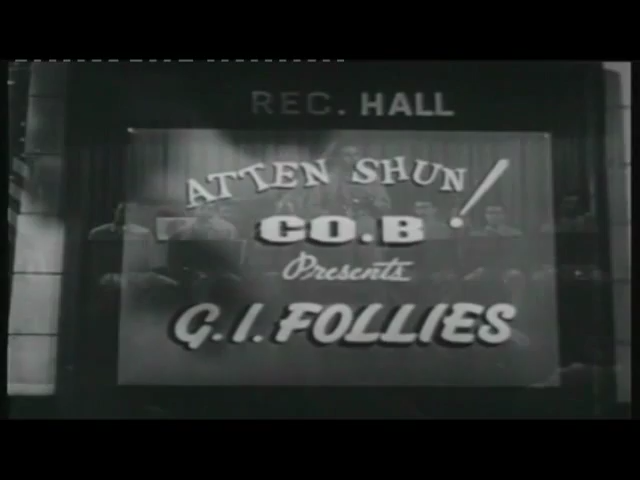 REC. HALL
ATTEN SHUN!
CO.B
Presents
G.I. FOLLIES